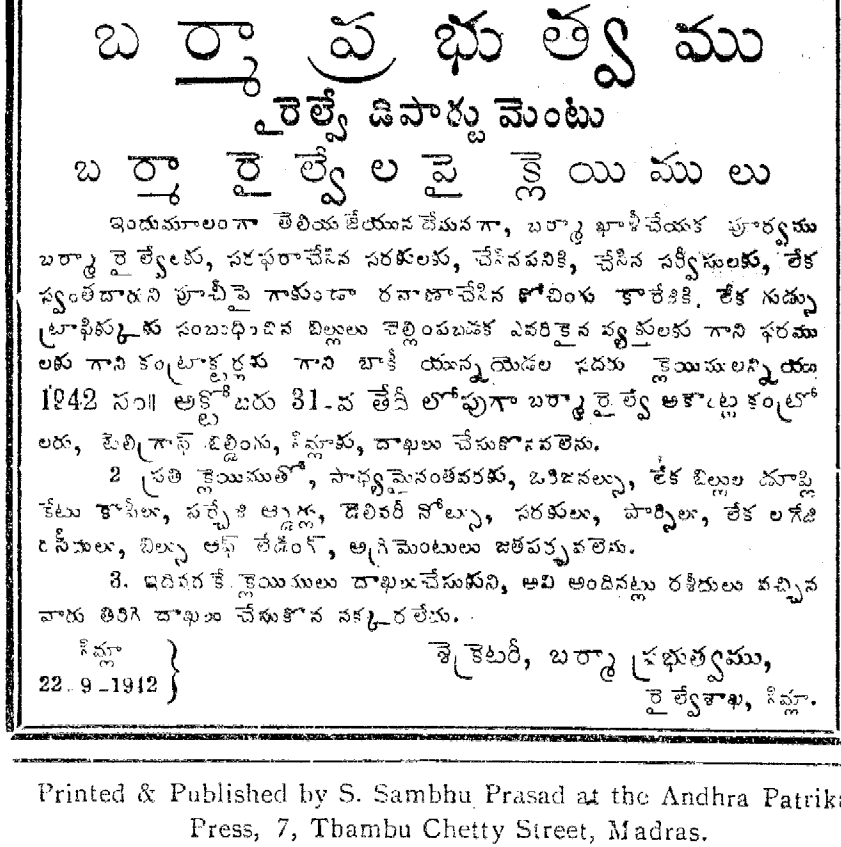 బర్మా ప్రభుత్వము
రైల్వే డిపార్టుమెంటు
బర్మా రైల్వేలపై క్లెయిములు
ఇందుమూలంగా తెలియజేయున దేమనగా, బర్మా ఖాళీచేయక పూర్వము
బర్మా రైల్వేలకు, సరఫరాచేసిన సరకులకు, చేసినపనికి, చేసిన సర్వీసులకు, లేక
స్వంతదారుని పూచీపై గాకుండా రవాణాచేసిన కోచింగు కారేజికి. లేక గుడ్సు
ట్రాఫిక్కుకు సంబంధించిన బిల్లులు చెల్లింపబడక ఎవరికైన వ్యక్తులకు గాని ఫరము
లకు గాని కంట్రాక్టర్లకు గాని బాకీ యున్నయెడల సదరు క్లెయిములన్నియు
1942 సం॥ అక్టోబరు 31-వ తేదీ లోపుగా బర్మా రైల్వే అకౌంట్ల కంట్రో
లరు, టెలిగ్రాఫ్ బిల్డింగు, సిమ్లాకు, దాఖలు చేసుకొనవలెను.
2 ప్రతి క్లెయిముతో, సాధ్యమైనంతవరకు, ఒరిజనల్సు, లేక బిల్లుల డూప్లి
కేటు కాపీలు, పర్చేజి ఆర్డర్లు, డెలివరీ నోట్సు, సరకులు, పార్సిలు, లేక లగేజి
రసీదులు, బిల్సు ఆఫ్ లేడింగ్, అగ్రిమెంటులు జతపర్చవలెను.
3. ఇదివరకే క్లెయిములు దాఖలుచేసుకుని, అవి అందినట్లు రశీదులు వచ్చిన
వారు తిరిగి దాఖలు చేసుకొన నక్కరలేదు.
సిమ్లా
22-9-1942
శెక్రెటరీ, బర్మా ప్రభుత్వము,
రైల్వేశాఖ, సిమ్లా.
Printed & Published by S. Sambhu Prasad at the Andhra Patrika
Press, 7, Thambu Chetty Street, Madras.